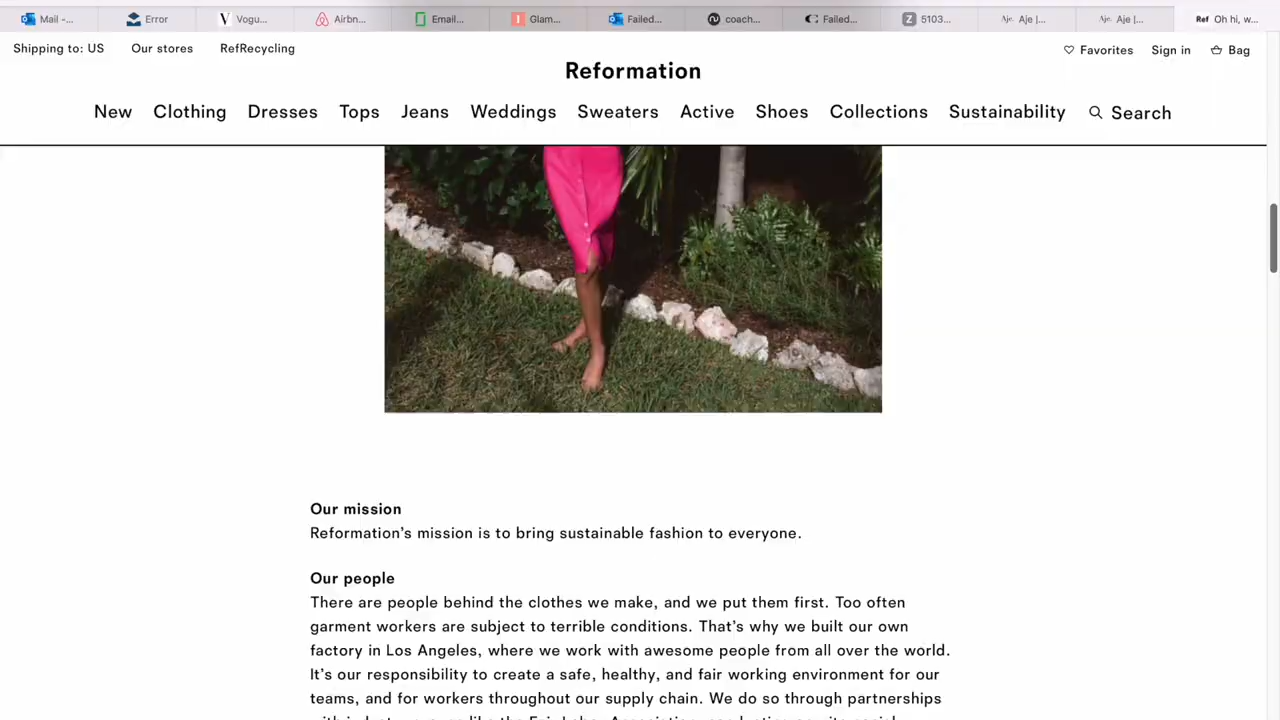 Mail -...
Error
Vogu...
Airbn...
Email...
Glam...
Failed...
coach...
Failed...
5103...
Aje |...
Aje |...
Ref Oh hi, w...
Shipping to: US Our stores RefRecycling
Favorites Sign in Bag
Reformation
New Clothing Dresses Tops Jeans Weddings Sweaters Active Shoes Collections Sustainability Search
Our mission
Reformation’s mission is to bring sustainable fashion to everyone.
Our people
There are people behind the clothes we make, and we put them first. Too often
garment workers are subject to terrible conditions. That’s why we built our own
factory in Los Angeles, where we work with awesome people from all over the world.
It’s our responsibility to create a safe, healthy, and fair working environment for our
teams, and for workers throughout our supply chain. We do so through partnerships